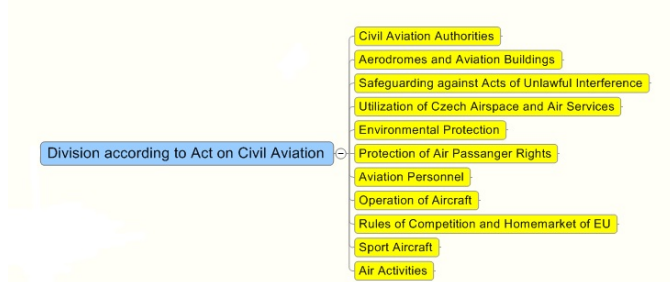 Division according to Act on Civil Aviation
Civil Aviation Authorities
Aerodromes and Aviation Buildings
Safeguarding against Acts of Unlawful Interference
Utilization of Czech Airspace and Air Services
Environmental Protection
Protection of Air Passanger Rights
Aviation Personnel
Operation of Aircraft
Rules of Competition and Homemarket of EU
Sport Aircraft
Air Activities